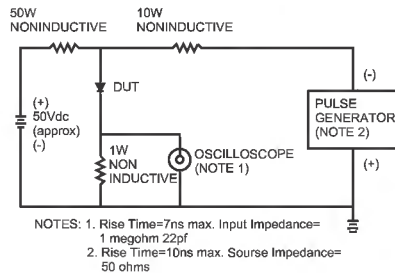 50W
NONINDUCTIVE
10W
NONINDUCTIVE
DUT
(+)
50Vdc
(approx)
(-)
1W
NON
INDUCTIVE
OSCILLOSCOPE
(NOTE 1)
(-)
PULSE
GENERATOR
(NOTE 2)
(+)
NOTES: 1. Rise Time=7ns max. Input Impedance=
1 megohm 22pf
2. Rise Time=10ns max. Sourse Impedance=
50 ohms